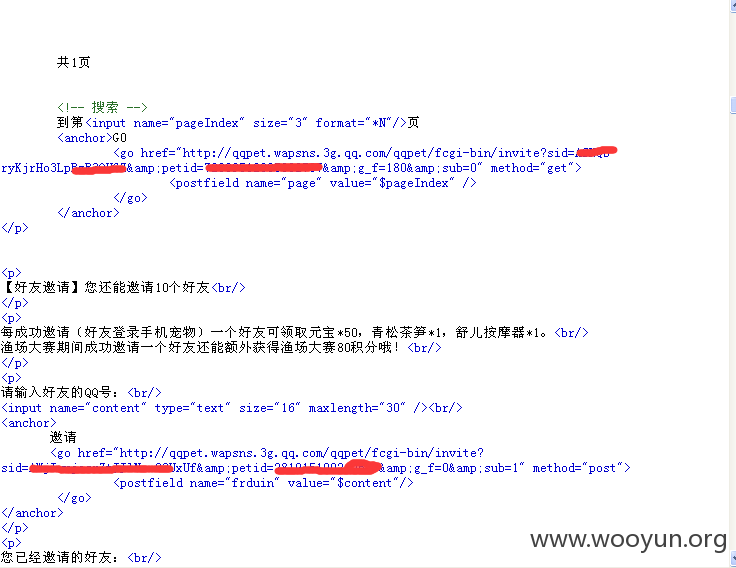 共1页
<!-- 搜索 -->
到第<input name="pageIndex" size="3" format="*N"/>页
<anchor>GO
<go href="http://qqpet.wapsns.3g.qq.com/qqpet/fcgi-bin/invite?sid=
&amp;petid= &amp;g_f=180&amp;sub=0" method="get">
<postfield name="page" value="$pageIndex" />
</go>
</anchor>
</p>
<p>
【好友邀请】您还能邀请10个好友<br/>
</p>
<p>
每成功邀请（好友登录手机宠物）一个好友可领取元宝*50，青松茶笋*1，舒儿按摩器*1。<br/>
渔场大赛期间成功邀请一个好友还能额外获得渔场大赛80积分哦！<br/>
</p>
<p>
请输入好友的QQ号：<br/>
<input name="content" type="text" size="16" maxlength="30" /><br/>
<anchor>
邀请
<go href="http://qqpet.wapsns.3g.qq.com/qqpet/fcgi-bin/invite?
sid= UxUf&amp;petid= &amp;g_f=0&amp;sub=1" method="post">
<postfield name="frduin" value="$content"/>
</go>
</anchor>
</p>
<p>
您已经邀请的好友：<br/>
www.wooyun.org